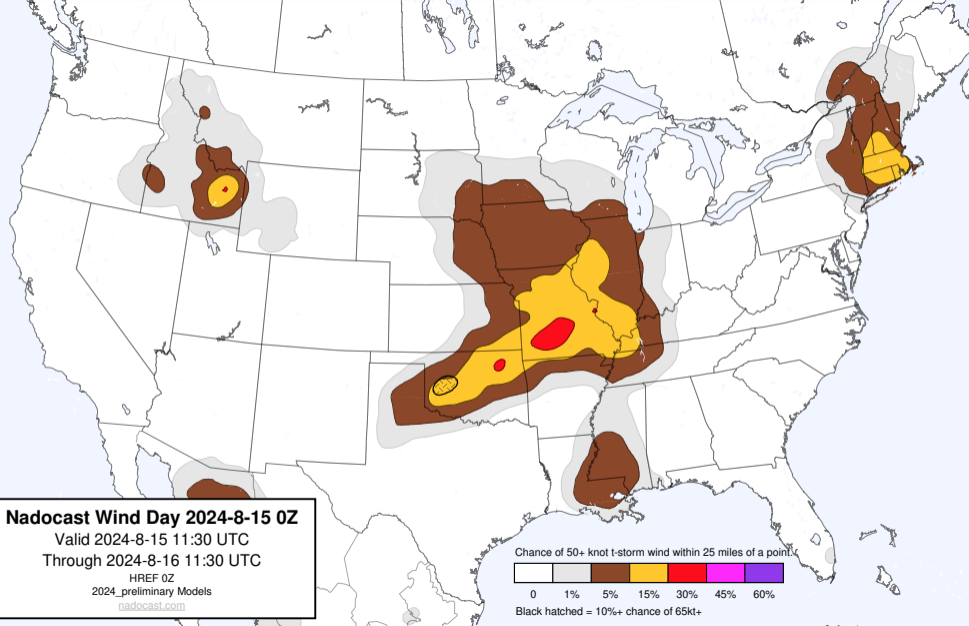 Nadocast Wind Day 2024-8-15 0Z
Valid 2024-8-15 11:30 UTC
Through 2024-8-16 11:30 UTC
HREF 0Z
2024_preliminary Models
nadocast.com
Chance of 50+ knot t-storm wind within 25 miles of a point.
0 1% 5% 15% 30% 45% 60%
Black hatched = 10%+ chance of 65kt+